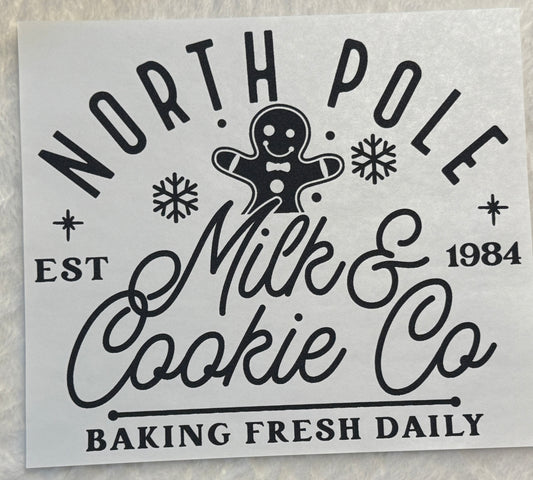 NORTH POLE
Milk &
EST 1984
Cookie Co
BAKING FRESH DAILY